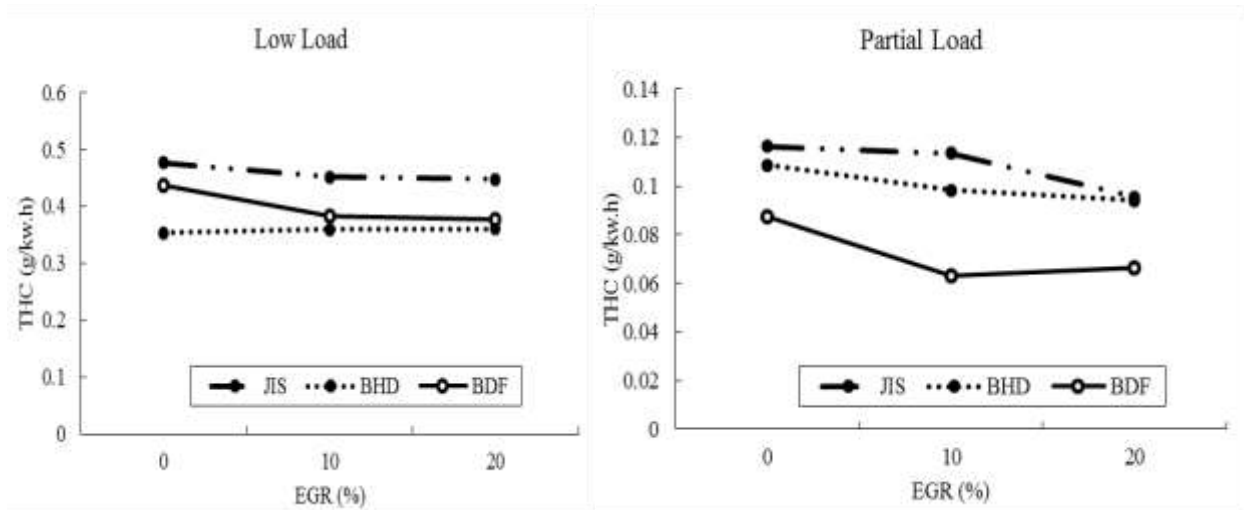 Low Load
0.6
0.5
0.4
0.3
0.2
0.1
0
THC (g/kw.h)
JIS BHD BDF
0 10 20
EGR (%)
Partial Load
0.14
0.12
0.1
0.08
0.06
0.04
0.02
0
THC (g/kw.h)
JIS BHD BDF
0 10 20
EGR (%)